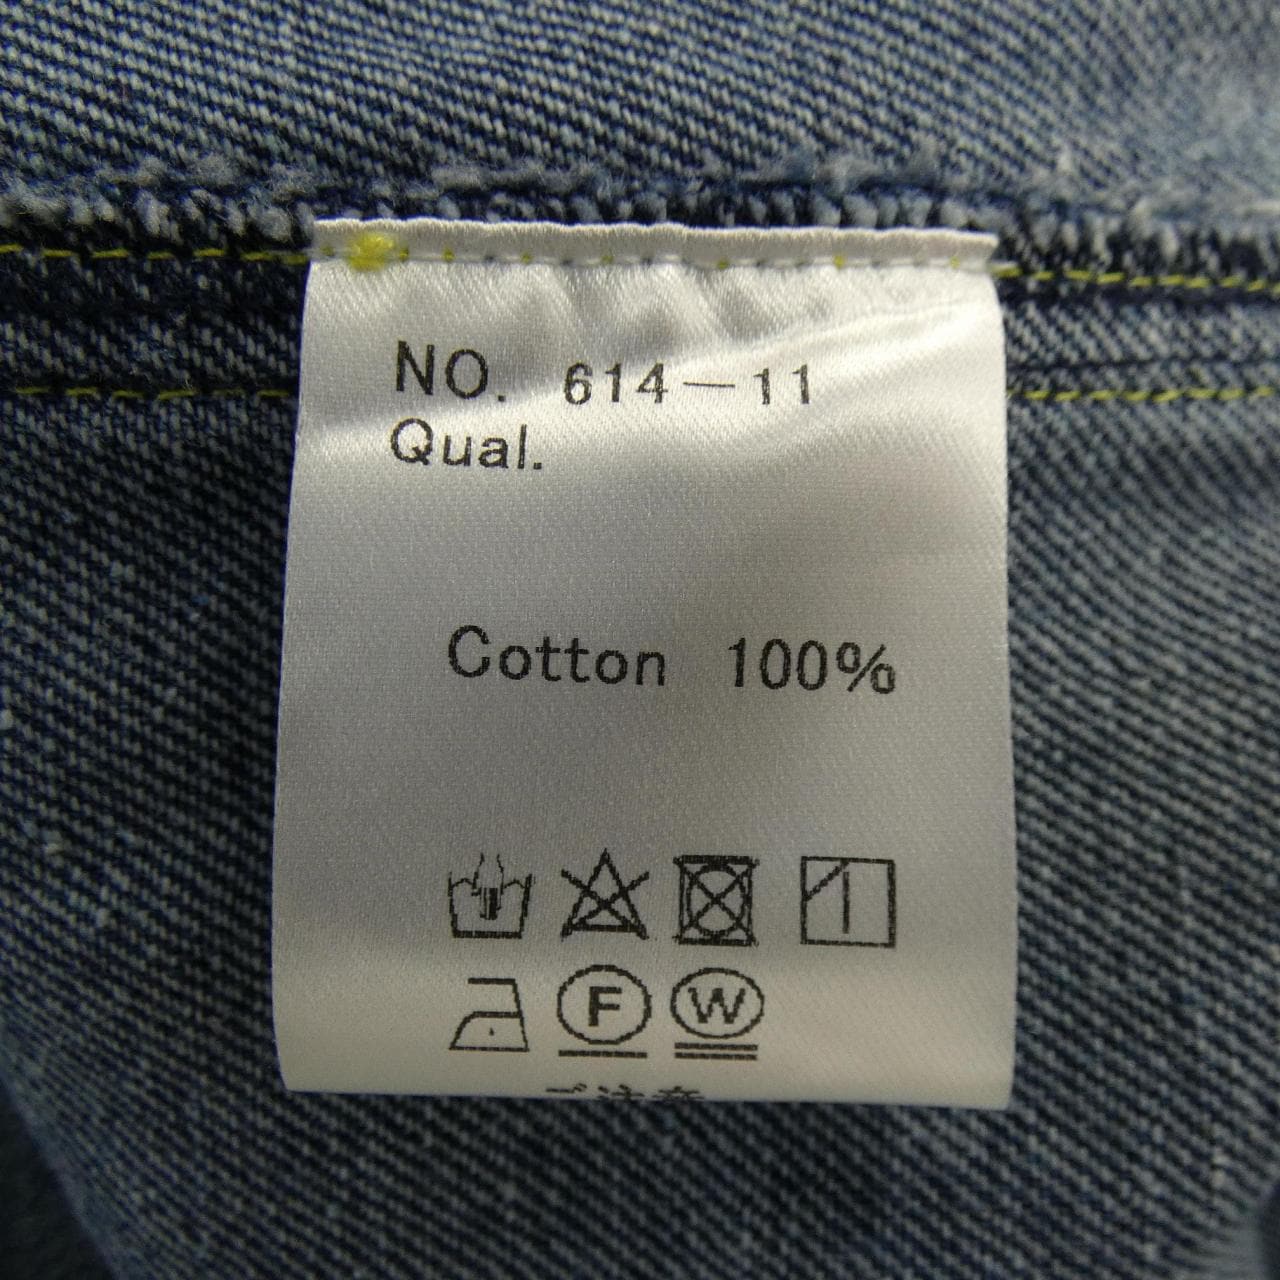 NO. 614-11
Qual.
Cotton 100%
F W